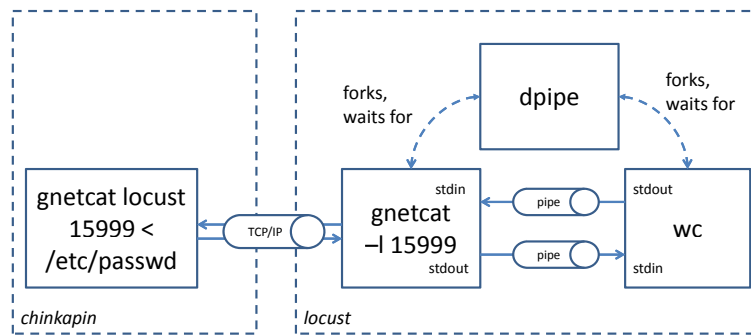 forks,
waits for
dpipe
forks,
waits for
gnetcat locust
15999 <
/etc/passwd
TCP/IP
stdin
gnetcat
–l 15999
stdout
pipe
pipe
stdout
wc
stdin
chinkapin
locust